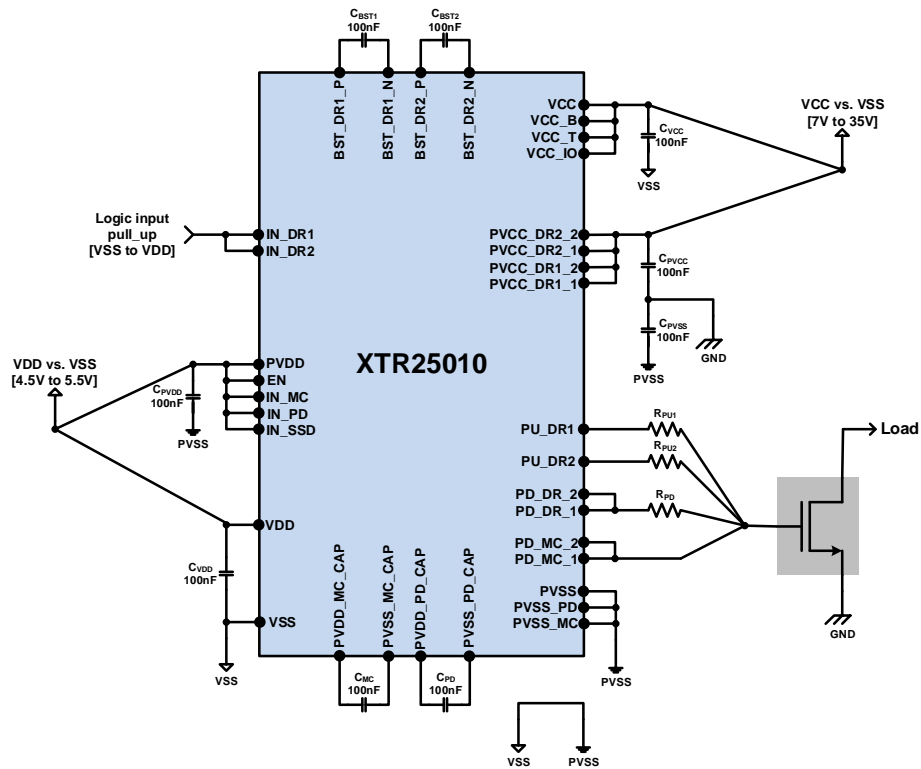 CBST1
100nF
CBST2
100nF
BST_DR1_P
BST_DR1_N
BST_DR2_P
BST_DR2_N
VCC
VCC_B
VCC_T
VCC_IO
CVCC
100nF
VSS
VCC vs. VSS
[7V to 35V]
Logic input
pull_up
[VSS to VDD]
IN_DR1
IN_DR2
PVCC_DR2_2
PVCC_DR2_1
PVCC_DR1_2
PVCC_DR1_1
CPVCC
100nF
CPVSS
100nF
GND
PVSS
XTR25010
VDD vs. VSS
[4.5V to 5.5V]
CPVDD
100nF
PVSS
PVDD
EN
IN_MC
IN_PD
IN_SSD
PU_DR1
PU_DR2
PD_DR_2
PD_DR_1
PD_MC_2
PD_MC_1
RPU1
RPU2
RPD
Load
GND
VDD
CVDD
100nF
VSS
VSS
PVDD_MC_CAP
PVSS_MC_CAP
PVDD_PD_CAP
PVSS_PD_CAP
PVSS
PVSS_PD
PVSS_MC
PVSS
CMC
100nF
CPD
100nF
VSS
PVSS